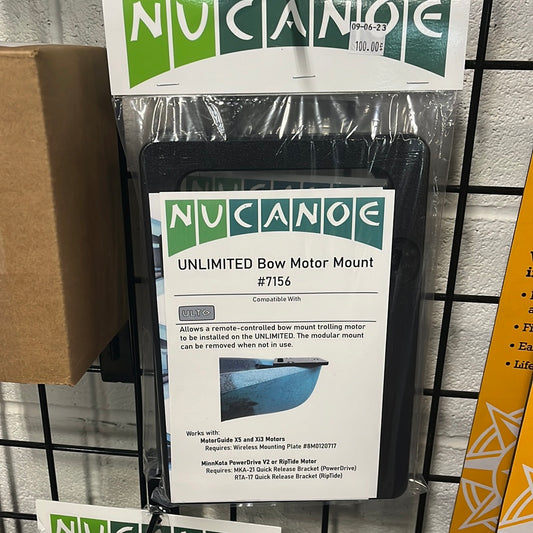 NUCANOE
09-06-23
100.00£
NUCANOE
UNLIMITED Bow Motor Mount
#7156
Compatible With
ULTD
Allows a remote-controlled bow mount trolling motor
to be installed on the UNLIMITED. The modular mount
can be removed when not in use.
Works with:
MotorGuide X5 and Xi3 Motors
Requires: Wireless Mounting Plate #8M0120717
MinnKota PowerDrive V2 or RipTide Motor
Requires: MKA-21 Quick Release Bracket (PowerDrive)
RTA-17 Quick Release Bracket (RipTide)
NUCANOE